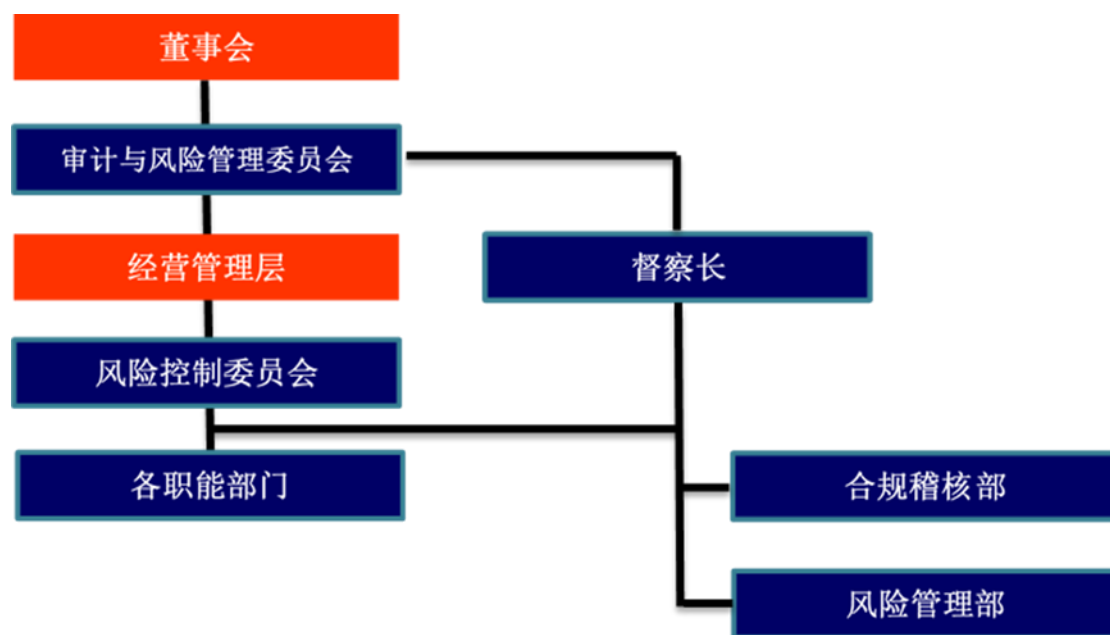 董事会
审计与风险管理委员会
经营管理层
督察长
风险控制委员会
各职能部门
合规稽核部
风险管理部